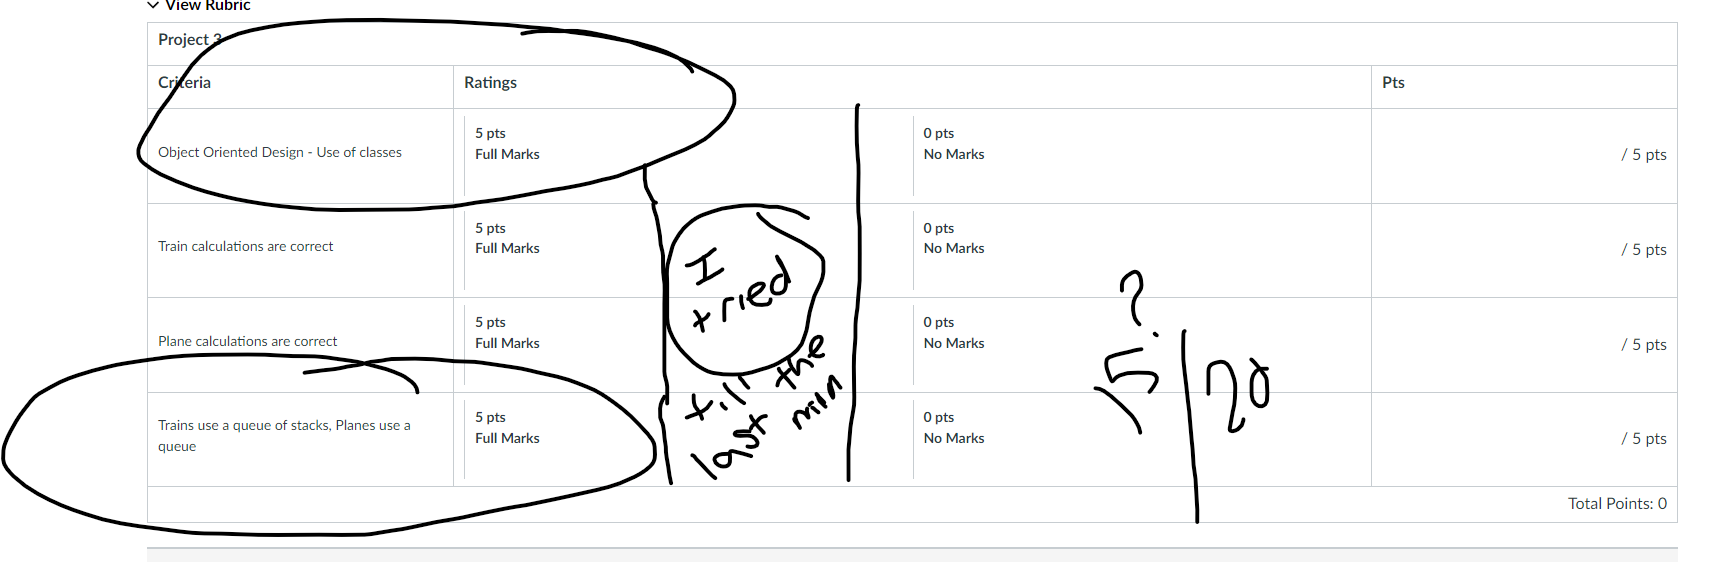 View Rubric
Project 3
Criteria
Ratings
Pts
Object Oriented Design - Use of classes
5 pts
Full Marks
0 pts
No Marks
/ 5 pts
Train calculations are correct
5 pts
Full Marks
0 pts
No Marks
/ 5 pts
I
tried
till the
last min
Plane calculations are correct
5 pts
Full Marks
0 pts
No Marks
/ 5 pts
?
5 | 20
Trains use a queue of stacks, Planes use a
queue
5 pts
Full Marks
0 pts
No Marks
/ 5 pts
Total Points: 0